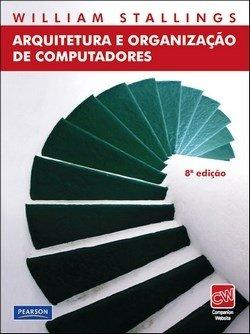 WILLIAM STALLINGS
ARQUITETURA E ORGANIZAÇÃO
DE COMPUTADORES
8ª edição
PEARSON
CW
Companion
Website